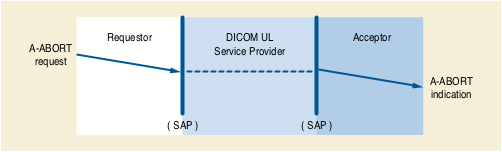 Requestor
DICOM UL
Service Provider
Acceptor
A-ABORT
request
A-ABORT
indication
( SAP )
( SAP )